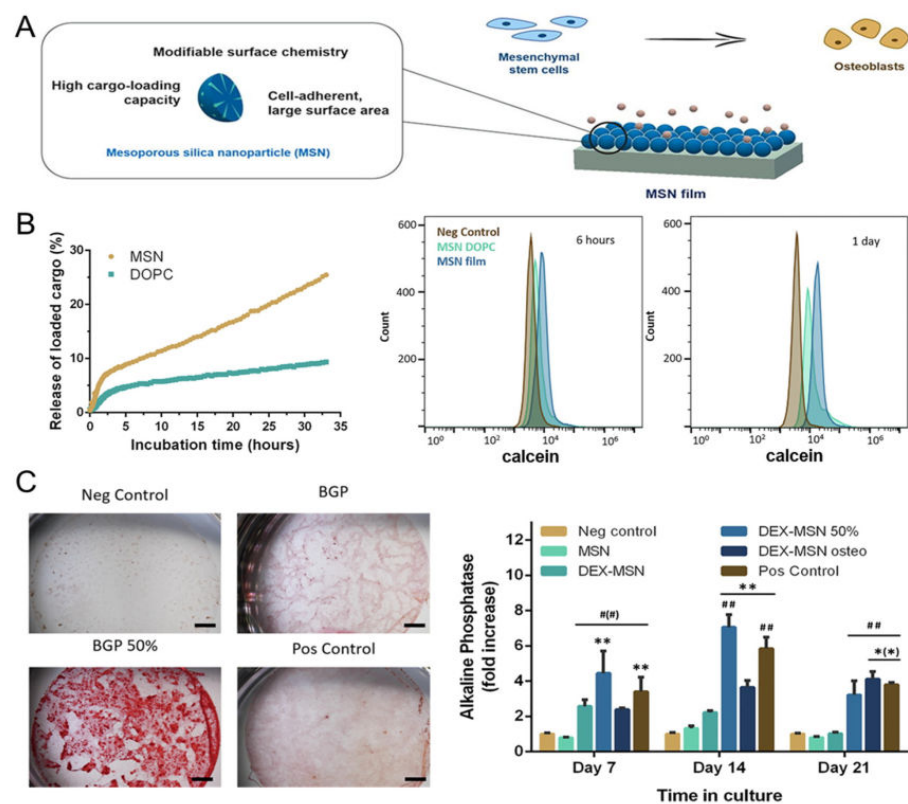 A
Modifiable surface chemistry
High cargo-loading
capacity
Cell-adherent,
large surface area
Mesoporous silica nanoparticle (MSN)
Mesenchymal
stem cells
Osteoblasts
MSN film
B
Release of loaded cargo (%)
30
25
20
15
10
5
0
MSN
DOPC
0 5 10 15 20 25 30 35
Incubation time (hours)
Count
600
400
200
0
Neg Control
MSN DOPC
MSN film
6 hours
10⁰ 10² 10⁴ 10⁶
calcein
Count
600
400
200
0
1 day
10⁰ 10² 10⁴ 10⁶
calcein
C
Neg Control
BGP
BGP 50%
Pos Control
Alkaline Phosphatase
(fold increase)
12
10
8
6
4
2
0
Neg control
MSN
DEX-MSN
DEX-MSN 50%
DEX-MSN osteo
Pos Control
#(#)
**
**
**
##
##
##
*(*)
Day 7 Day 14 Day 21
Time in culture